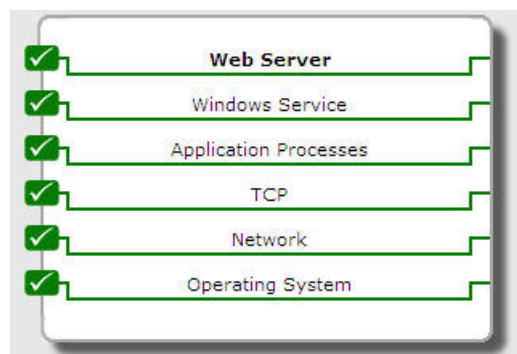 Web Server
Windows Service
Application Processes
TCP
Network
Operating System